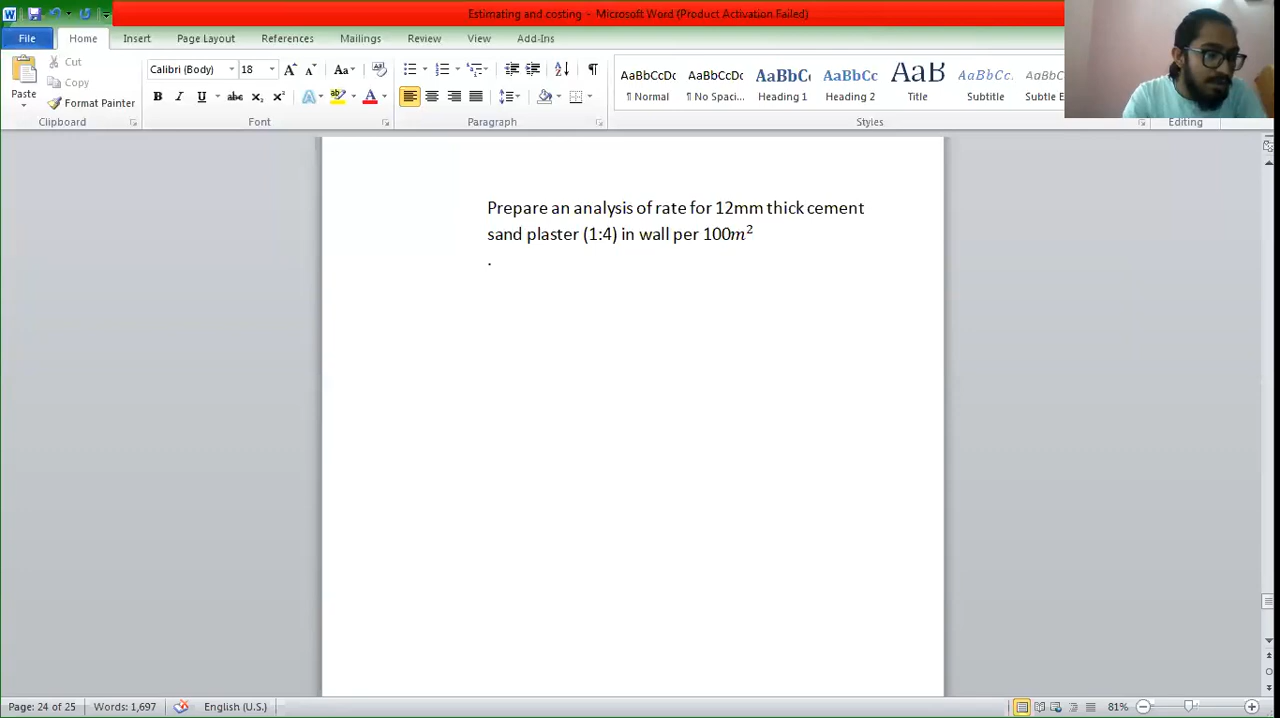 Estimating and costing - Microsoft Word (Product Activation Failed)
File Home Insert Page Layout References Mailings Review View Add-Ins
Paste
Cut
Copy
Format Painter
Clipboard
Calibri (Body) 18
Font
Paragraph
AaBbCcDc AaBbCcDc AaBbC AaBbCc AaB AaBbCc. AaBbCc
¶ Normal ¶ No Spaci... Heading 1 Heading 2 Title Subtitle Subtle E
Styles
Editing
Prepare an analysis of rate for 12mm thick cement
sand plaster (1:4) in wall per 100m²
.
Page: 24 of 25 Words: 1,697 English (U.S.) 81%